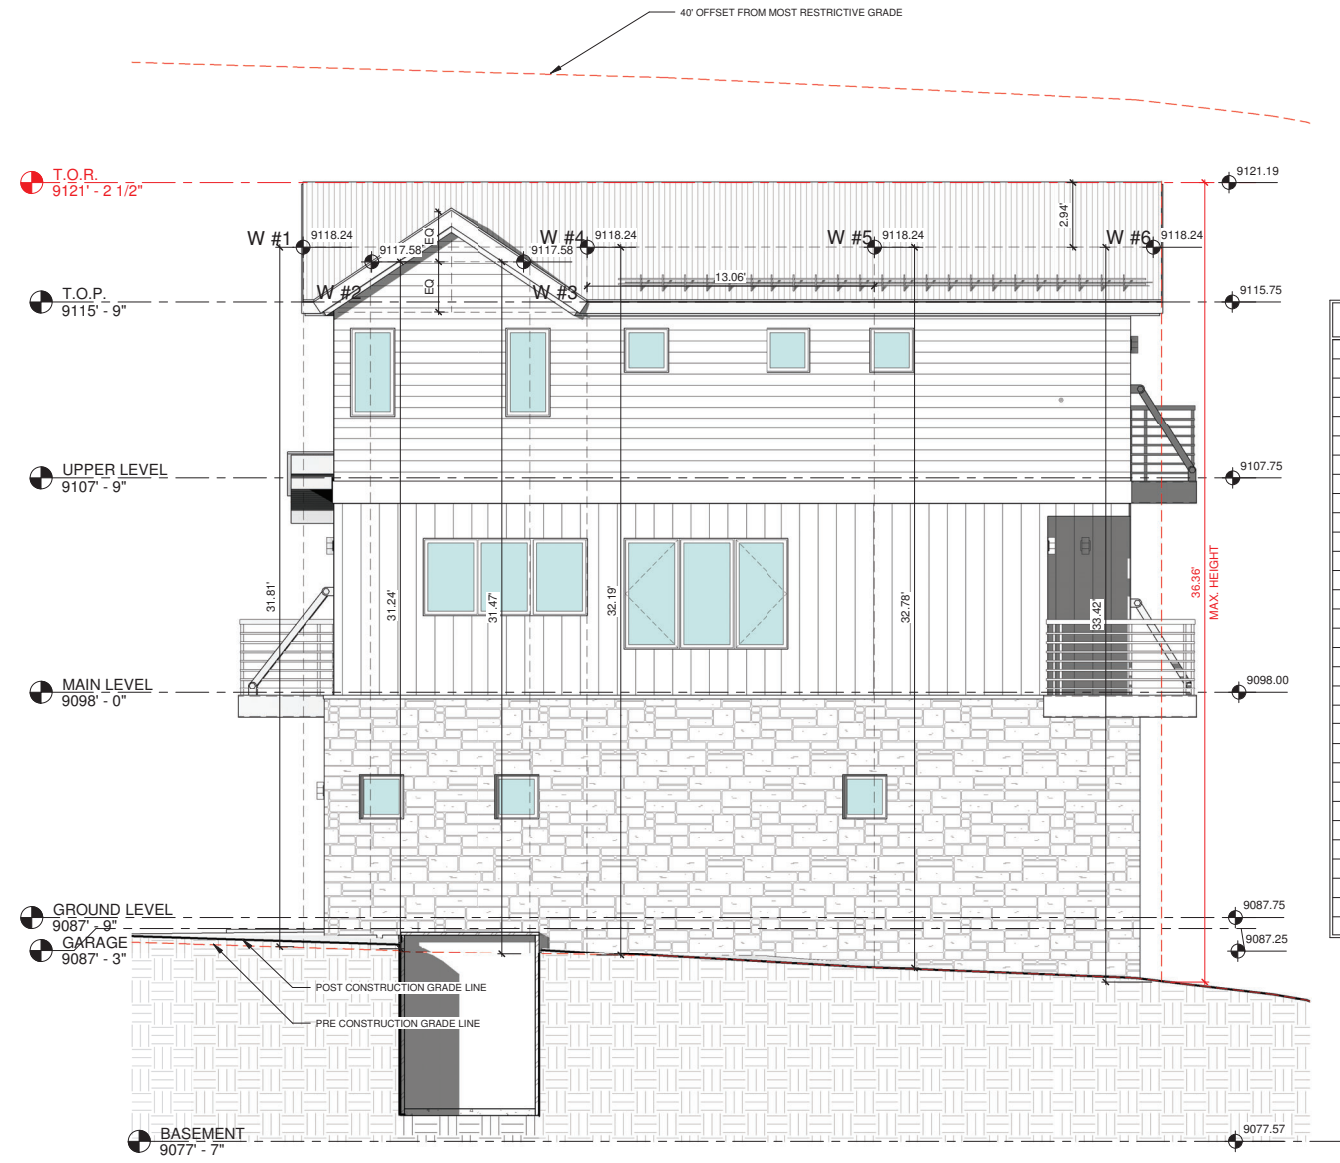 40' OFFSET FROM MOST RESTRICTIVE GRADE
T.O.R.
9121' - 2 1/2"
9121.19
W #1
9118.24
9117.58'
EQ
W #4
9118.24
9117.58
W #5
9118.24
2.94'
W #6
9118.24
W #2
EQ
W #3
13.06'
T.O.P.
9115' - 9"
9115.75
UPPER LEVEL
9107' - 9"
9107.75
31.81'
31.24'
31.47'
32.19'
32.78'
33.42'
36.36'
MAX. HEIGHT
MAIN LEVEL
9098' - 0"
9098.00
GROUND LEVEL
9087' - 9"
9087.75
GARAGE
9087' - 3"
9087.25
POST CONSTRUCTION GRADE LINE
PRE CONSTRUCTION GRADE LINE
BASEMENT
9077' - 7"
9077.57